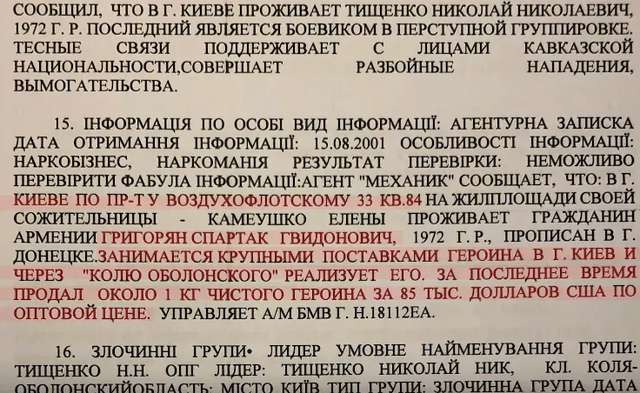 СООБЩИЛ, ЧТО В Г. КИЕВЕ ПРОЖИВАЕТ ТИЩЕНКО НИКОЛАЙ НИКОЛАЕВИЧ,
1972 Г. Р. ПОСЛЕДНИЙ ЯВЛЯЕТСЯ БОЕВИКОМ В ПЕРСТУПНОЙ ГРУППИРОВКЕ.
ТЕСНЫЕ СВЯЗИ ПОДДЕРЖИВАЕТ С ЛИЦАМИ КАВКАЗСКОЙ
НАЦИОНАЛЬНОСТИ,СОВЕРШАЕТ РАЗБОЙНЫЕ НАПАДЕНИЯ,
ВЫМОГАТЕЛЬСТВА.
15. ІНФОРМАЦІЯ ПО ОСОБІ ВИД ІНФОРМАЦІЇ: АГЕНТУРНА ЗАПИСКА
ДАТА ОТРИМАННЯ ІНФОРМАЦІЇ: 15.08.2001 ОСОБЛИВОСТІ ІНФОРМАЦІЇ:
НАРКОБІЗНЕС, НАРКОМАНІЯ РЕЗУЛЬТАТ ПЕРЕВІРКИ: НЕМОЖЛИВО
ПЕРЕВІРИТИ ФАБУЛА ІНФОРМАЦІЇ:АГЕНТ "МЕХАНИК" СООБЩАЕТ, ЧТО: В Г.
КИЕВЕ ПО ПР-Т У ВОЗДУХОФЛОТСКОМУ 33 КВ.84 НА ЖИЛПЛОЩАДИ СВОЕЙ
СОЖИТЕЛЬНИЦЫ - КАМЕУШКО ЕЛЕНЫ ПРОЖИВАЕТ ГРАЖДАНИН
АРМЕНИИ ГРИГОРЯН СПАРТАК ГВИДОНОВИЧ, 1972 Г. Р., ПРОПИСАН В Г.
ДОНЕЦКЕ.ЗАНИМАЕТСЯ КРУПНЫМИ ПОСТАВКАМИ ГЕРОИНА В Г. КИЕВ И
ЧЕРЕЗ "КОЛЮ ОБОЛОНСКОГО" РЕАЛИЗУЕТ ЕГО. ЗА ПОСЛЕДНЕЕ ВРЕМЯ
ПРОДАЛ ОКОЛО 1 КГ ЧИСТОГО ГЕРОИНА ЗА 85 ТЫС. ДОЛЛАРОВ США ПО
ОПТОВОЙ ЦЕНЕ. УПРАВЛЯЕТ А/М БМВ Г. Н.18112ЕА.
16. ЗЛОЧИННІ ГРУПИ• ЛИДЕР УМОВНЕ НАЙМЕНУВАННЯ ГРУПИ:
ТИЩЕНКО Н.Н. ОПГ ЛІДЕР: ТИЩЕНКО НИКОЛАЙ НИК, КЛ. КОЛЯ-
ОБОЛОНСКИЙОБЛАСТЬ: МІСТО КИЇВ ТИП ГРУПИ: ЗЛОЧИННА ГРУПА ДАТА